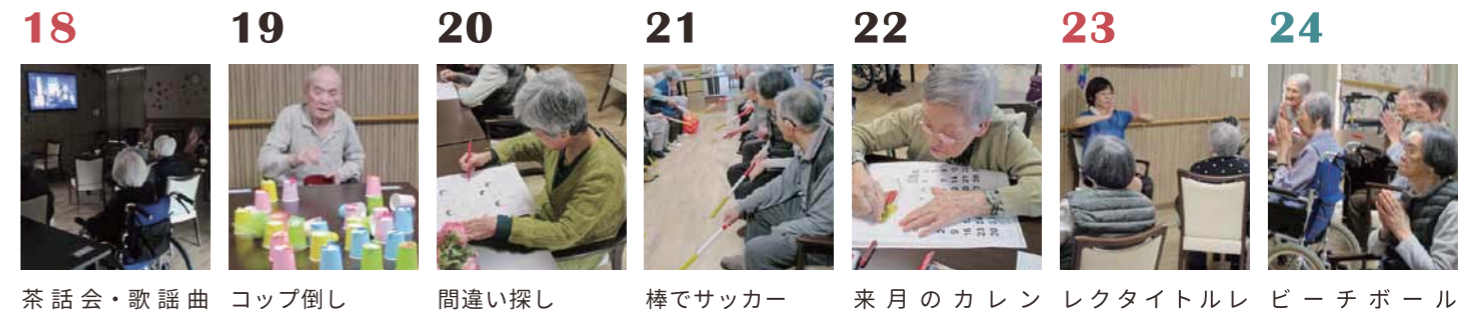 18 19 20 21 22 23 24
茶話会・歌謡曲 コップ倒し 間違い探し 棒でサッカー 来月のカレン レクタイトルレ ビーチボール